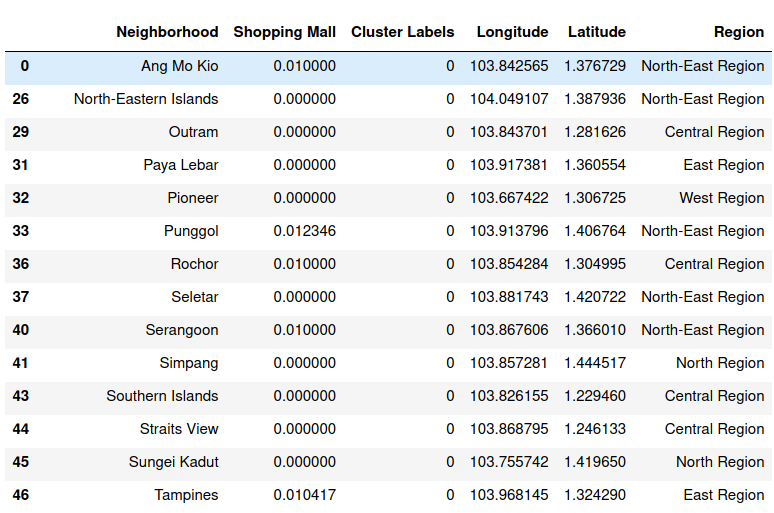 Neighborhood Shopping Mall Cluster Labels Longitude Latitude Region
0 Ang Mo Kio 0.010000 0 103.842565 1.376729 North-East Region
26 North-Eastern Islands 0.000000 0 104.049107 1.387936 North-East Region
29 Outram 0.000000 0 103.843701 1.281626 Central Region
31 Paya Lebar 0.000000 0 103.917381 1.360554 East Region
32 Pioneer 0.000000 0 103.667422 1.306725 West Region
33 Punggol 0.012346 0 103.913796 1.406764 North-East Region
36 Rochor 0.010000 0 103.854284 1.304995 Central Region
37 Seletar 0.000000 0 103.881743 1.420722 North-East Region
40 Serangoon 0.010000 0 103.867606 1.366010 North-East Region
41 Simpang 0.000000 0 103.857281 1.444517 North Region
43 Southern Islands 0.000000 0 103.826155 1.229460 Central Region
44 Straits View 0.000000 0 103.868795 1.246133 Central Region
45 Sungei Kadut 0.000000 0 103.755742 1.419650 North Region
46 Tampines 0.010417 0 103.968145 1.324290 East Region